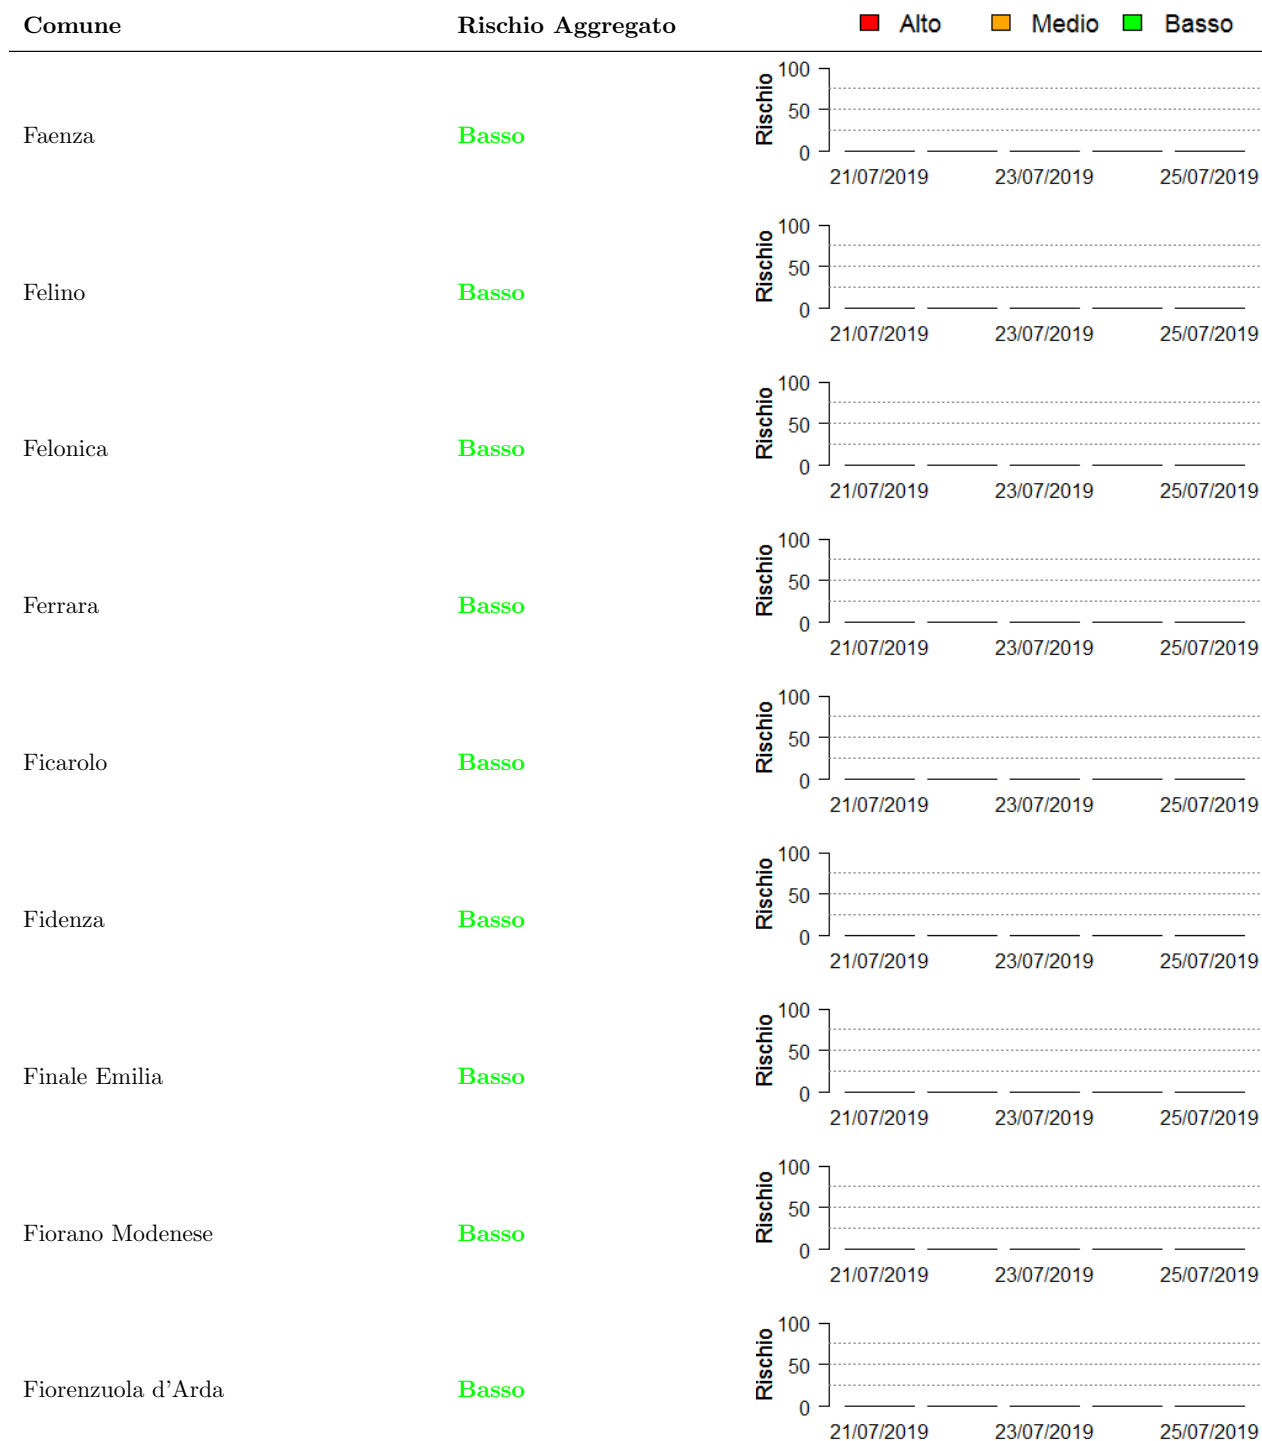 Comune Rischio Aggregato Alto Medio Basso
100
50
0
Rischio
Faenza Basso
21/07/2019 23/07/2019 25/07/2019
100
50
0
Rischio
Felino Basso
21/07/2019 23/07/2019 25/07/2019
100
50
0
Rischio
Felonica Basso
21/07/2019 23/07/2019 25/07/2019
100
50
0
Rischio
Ferrara Basso
21/07/2019 23/07/2019 25/07/2019
100
50
0
Rischio
Ficarolo Basso
21/07/2019 23/07/2019 25/07/2019
100
50
0
Rischio
Fidenza Basso
21/07/2019 23/07/2019 25/07/2019
100
50
0
Rischio
Finale Emilia Basso
21/07/2019 23/07/2019 25/07/2019
100
50
0
Rischio
Fiorano Modenese Basso
21/07/2019 23/07/2019 25/07/2019
100
50
0
Rischio
Fiorenzuola d'Arda Basso
21/07/2019 23/07/2019 25/07/2019